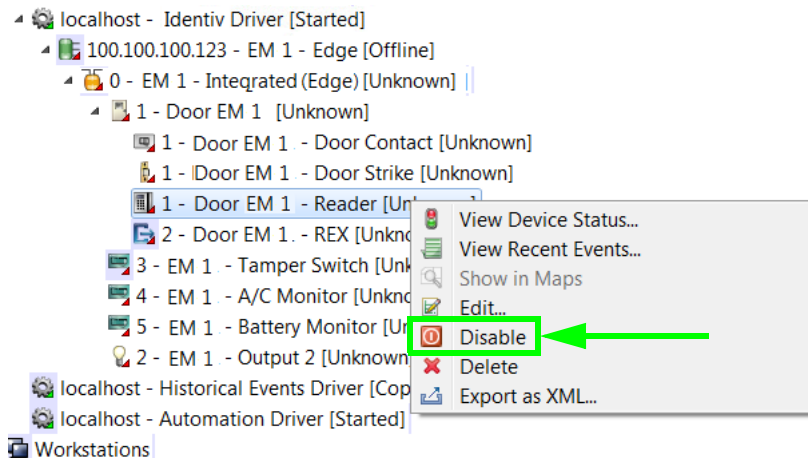 localhost - Identiv Driver [Started]
100.100.100.123 - EM 1 - Edge [Offline]
0 - EM 1 - Integrated (Edge) [Unknown]
1 - Door EM 1 [Unknown]
1 - Door EM 1 - Door Contact [Unknown]
1 - Door EM 1 - Door Strike [Unknown]
1 - Door EM 1 - Reader [Un
2 - Door EM 1. - REX [Unkno
3 - EM 1 - Tamper Switch [Unk
4 - EM 1 - A/C Monitor [Unkno
5 - EM 1 - Battery Monitor [Un
2 - EM 1 - Output 2 [Unknown
localhost - Historical Events Driver [Cop
localhost - Automation Driver [Started]
Workstations
View Device Status...
View Recent Events...
Show in Maps
Edit...
Disable
Delete
Export as XML...